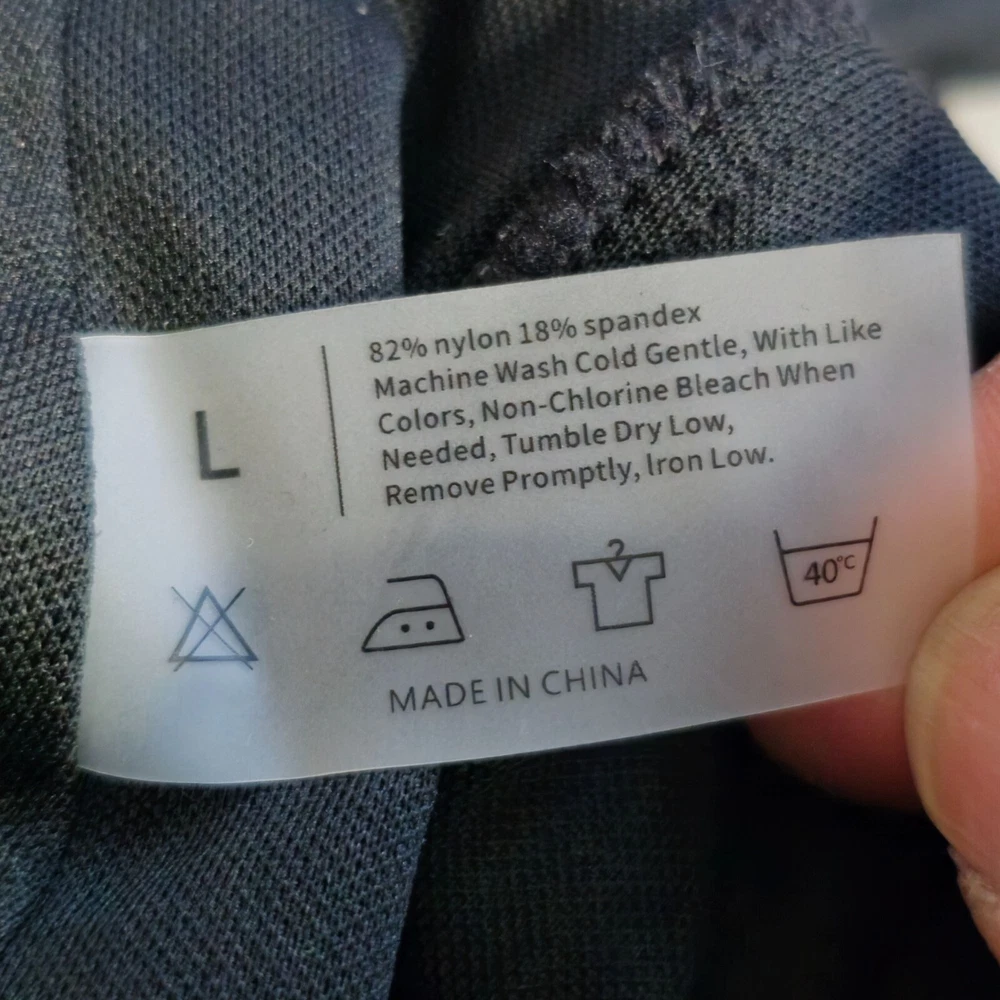 L
82% nylon 18% spandex
Machine Wash Cold Gentle, With Like
Colors, Non-Chlorine Bleach When
Needed, Tumble Dry Low,
Remove Promptly, lron Low.
40°C
MADE IN CHINA